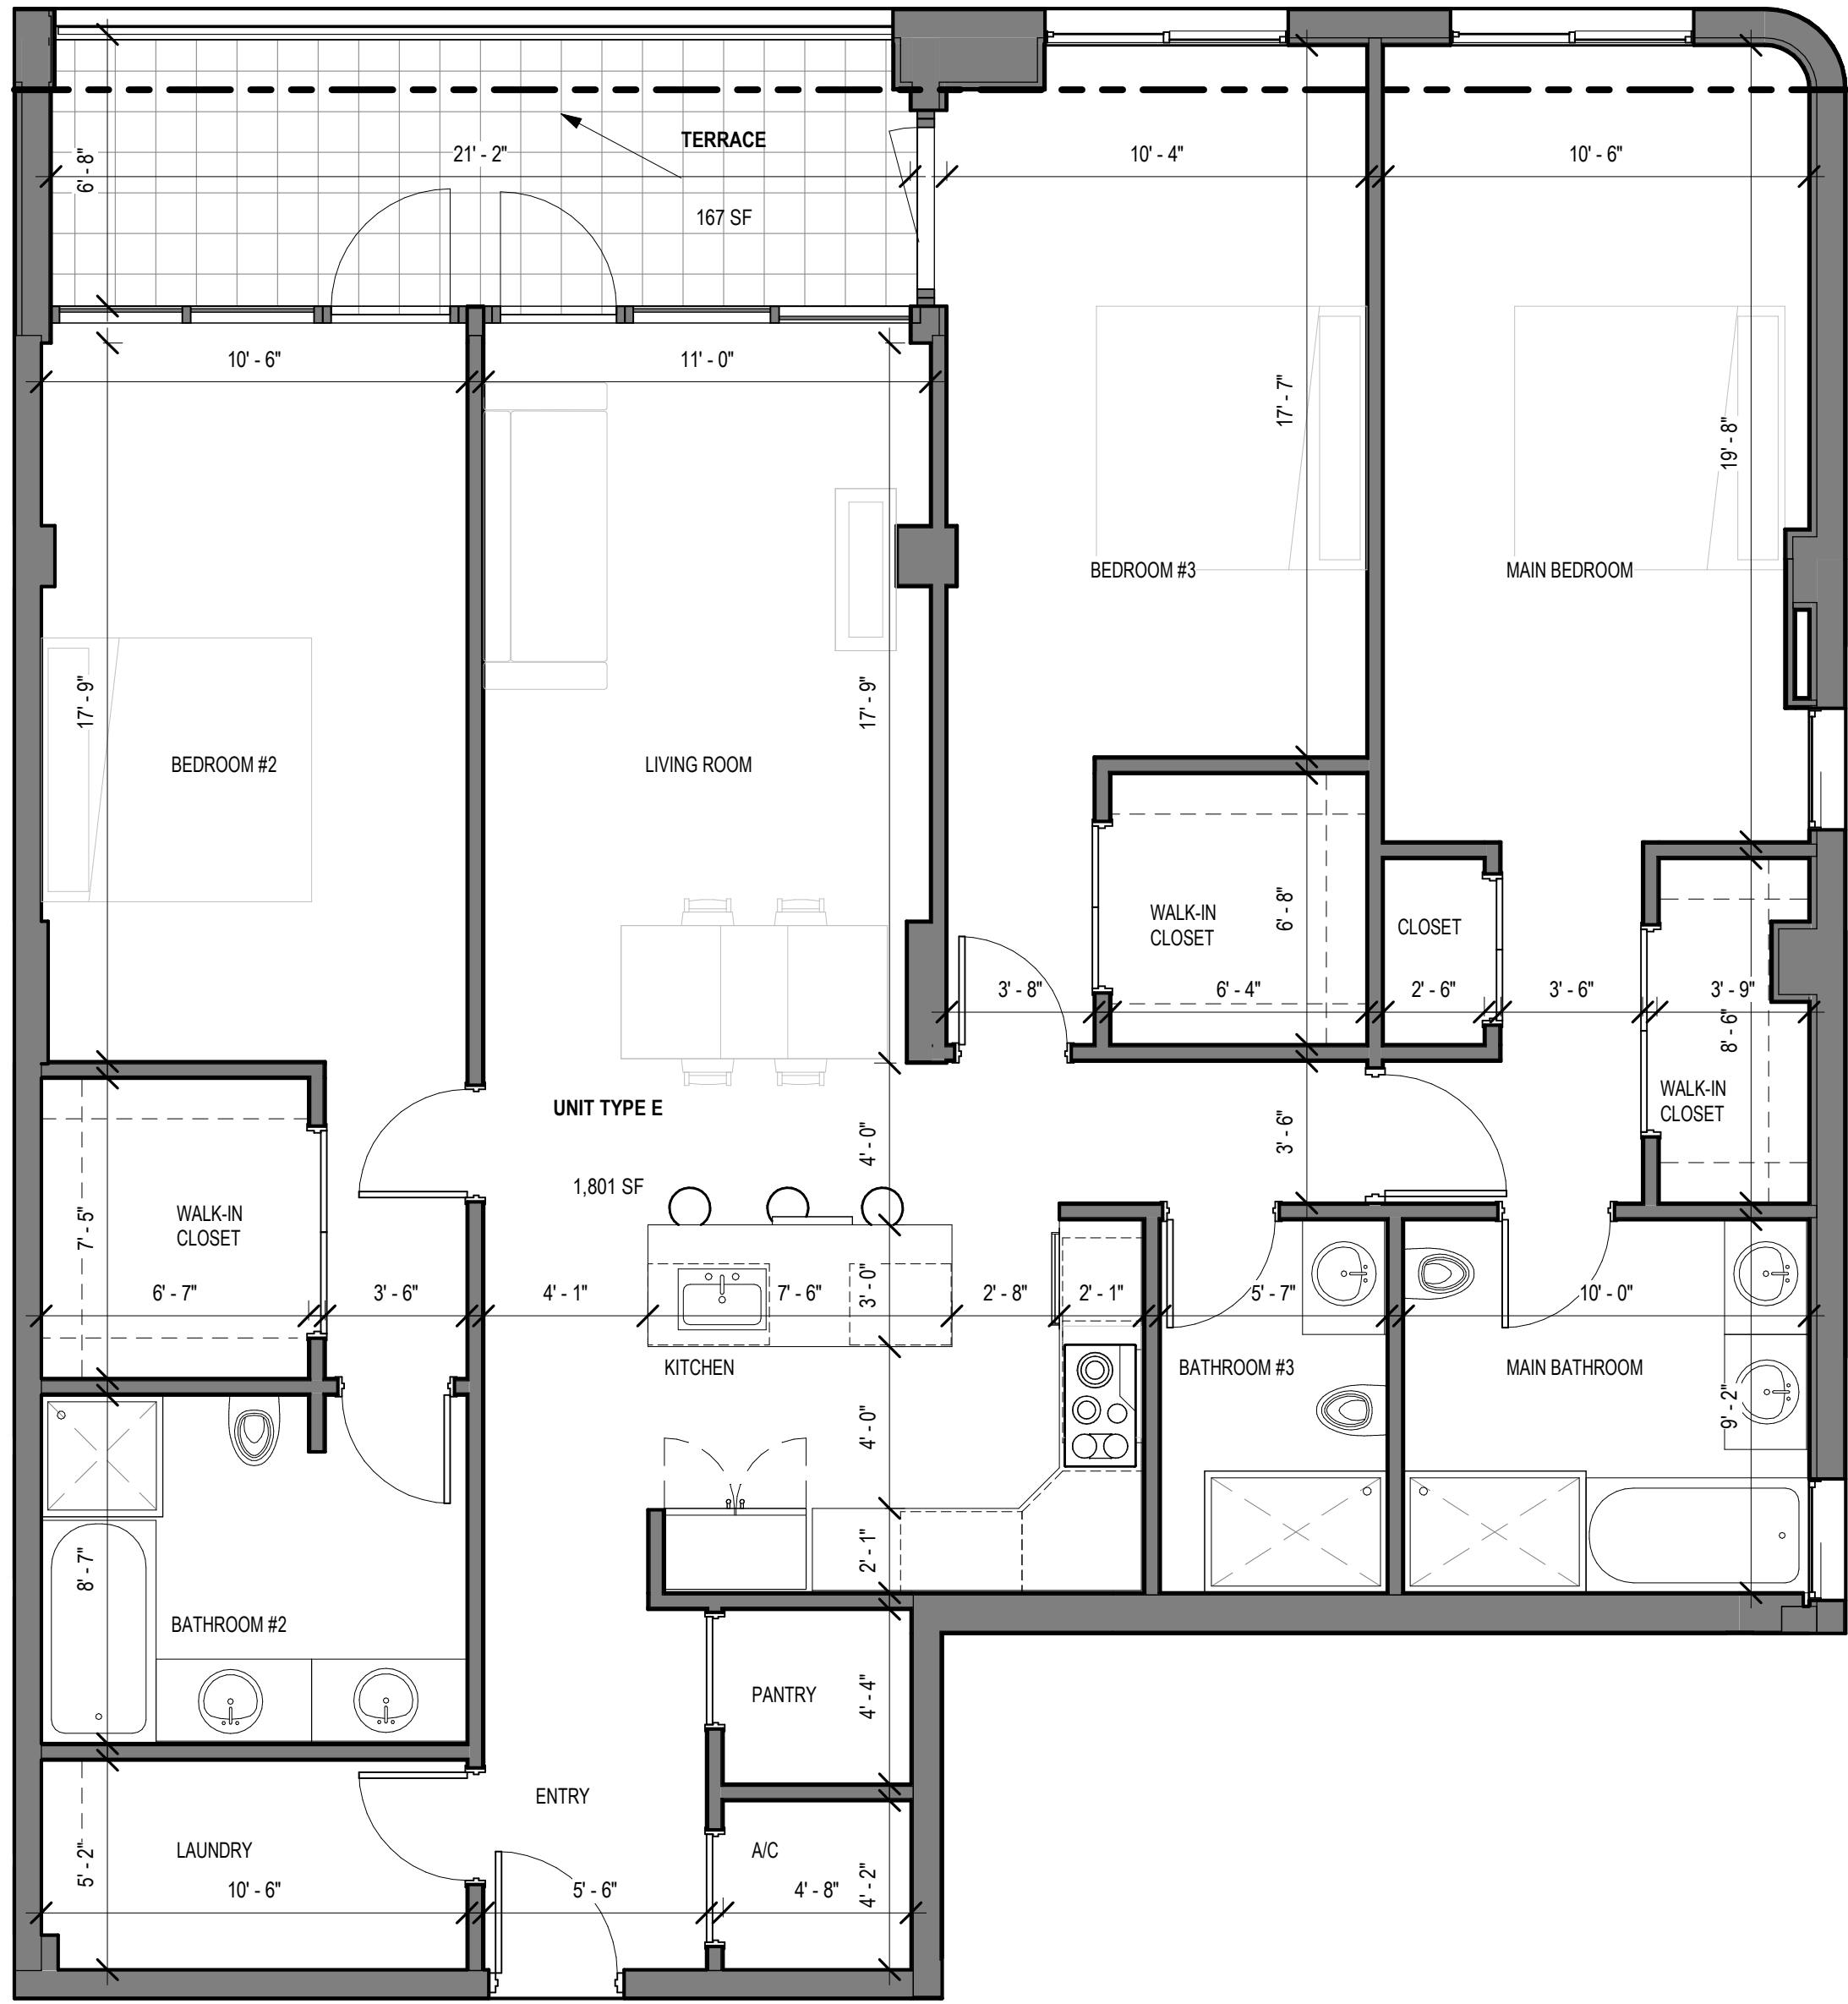 TERRACE
21' - 2"
10' - 4"
10' - 6"
6' - 8"
167 SF
10' - 6"
11' - 0"
17' - 7"
19' - 8"
BEDROOM #3
MAIN BEDROOM
17' - 9"
17' - 9"
BEDROOM #2
LIVING ROOM
WALK-IN
CLOSET
6' - 8"
CLOSET
3' - 8"
6' - 4"
2' - 6"
3' - 6"
3' - 9"
8' - 6"
WALK-IN
CLOSET
UNIT TYPE E
4' - 0"
3' - 6"
1,801 SF
WALK-IN
CLOSET
7' - 5"
6' - 7"
3' - 6"
4' - 1"
7' - 6"
3' - 0"
2' - 8"
2' - 1"
5' - 7"
10' - 0"
KITCHEN
BATHROOM #3
MAIN BATHROOM
9' - 2"
4' - 0"
2' - 1"
8' - 7"
BATHROOM #2
PANTRY
4' - 4"
ENTRY
LAUNDRY
5' - 2"
A/C
10' - 6"
5' - 6"
4' - 8"
4' - 2"